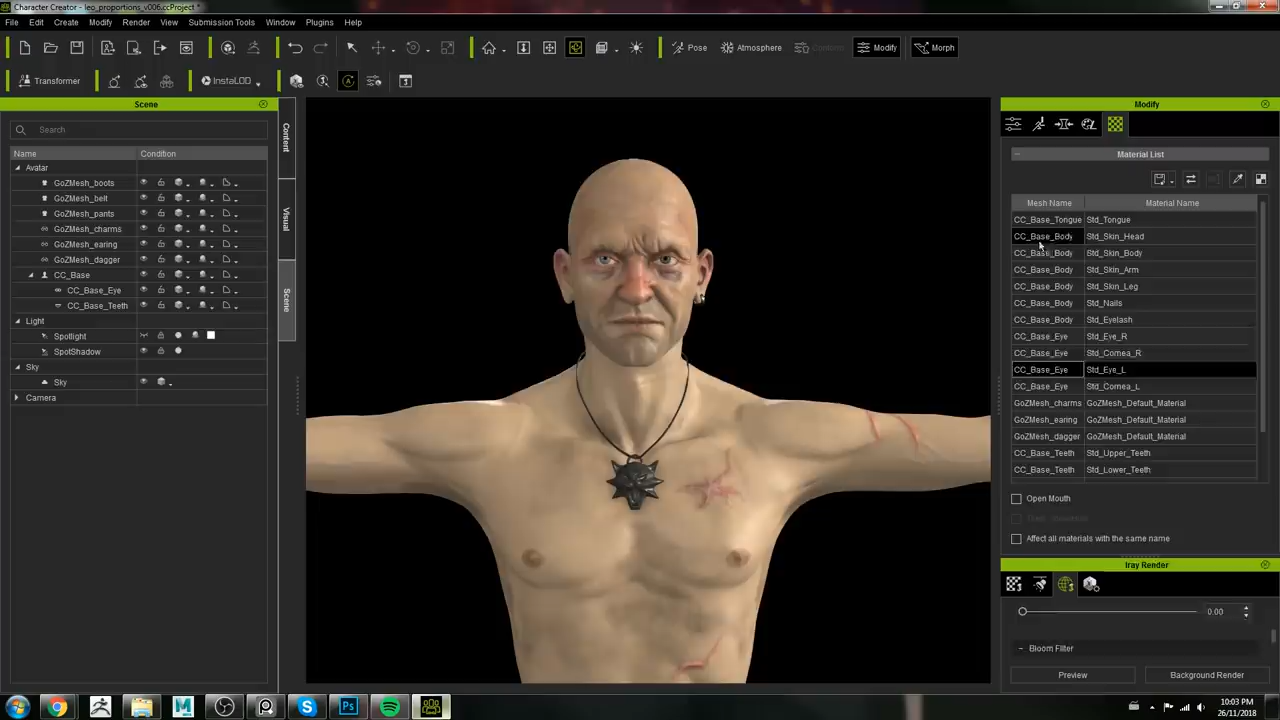 Character Creator - leo_proportions_v006.ccProject *
File Edit Create Modify Render View Submission Tools Window Plugins Help
Pose Atmosphere Modify Morph
Transformer InstaLOD
Scene Modify
Search
Content
Visual
Scene
Name Condition
Avatar
GoZMesh_boots
GoZMesh_belt
GoZMesh_pants
GoZMesh_charms
GoZMesh_earing
GoZMesh_dagger
CC_Base
CC_Base_Eye
CC_Base_Teeth
Light
Spotlight
SpotShadow
Sky
Sky
Camera
Material List
Mesh Name Material Name
CC_Base_Tongue Std_Tongue
CC_Base_Body Std_Skin_Head
CC_Base_Body Std_Skin_Body
CC_Base_Body Std_Skin_Arm
CC_Base_Body Std_Skin_Leg
CC_Base_Body Std_Nails
CC_Base_Body Std_Eyelash
CC_Base_Eye Std_Eye_R
CC_Base_Eye Std_Cornea_R
CC_Base_Eye Std_Eye_L
CC_Base_Eye Std_Cornea_L
GoZMesh_charms GoZMesh_Default_Material
GoZMesh_earing GoZMesh_Default_Material
GoZMesh_dagger GoZMesh_Default_Material
CC_Base_Teeth Std_Upper_Teeth
CC_Base_Teeth Std_Lower_Teeth
Open Mouth
Affect all materials with the same name
Iray Render
0.00
Bloom Filter
Preview Background Render
10:03 PM
26/11/2018